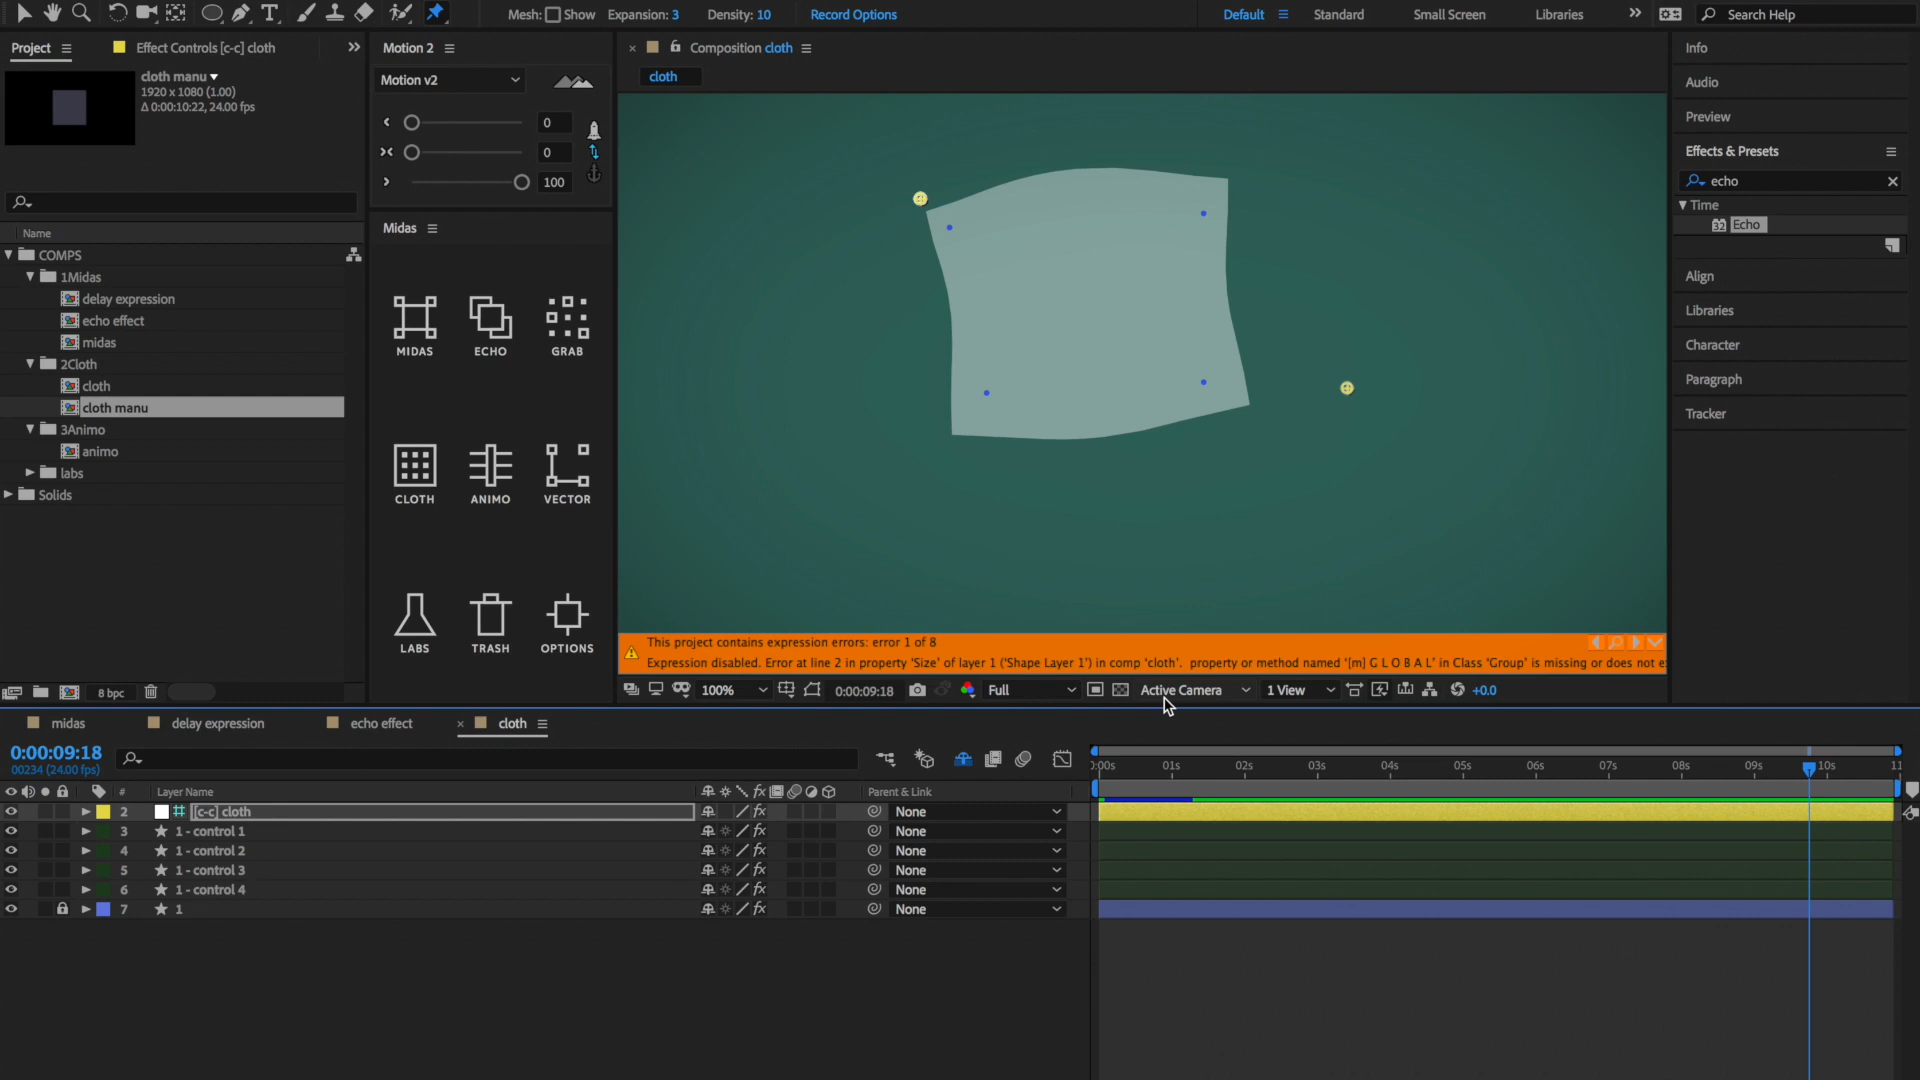 Mesh: Show Expansion: 3 Density: 10 Record Options Default Standard Small Screen Libraries Search Help
Project Effect Controls [c-c] cloth
cloth manu
1920 x 1080 (1.00)
Δ 0:00:10:22, 24.00 fps
Name
COMPS
1Midas
delay expression
echo effect
midas
2Cloth
cloth
cloth manu
3Animo
animo
labs
Solids
8 bpc
Motion 2
Motion v2
0
0
100
Midas
MIDAS ECHO GRAB
CLOTH ANIMO VECTOR
LABS TRASH OPTIONS
Composition cloth
cloth
This project contains expression errors: error 1 of 8
Expression disabled. Error at line 2 in property 'Size' of layer 1 ('Shape Layer 1') in comp 'cloth'. property or method named '[m] G L O B A L' in Class 'Group' is missing or does not e
100% 0:00:09:18 Full Active Camera 1 View +0.0
Info
Audio
Preview
Effects & Presets
echo
Time
32 Echo
Align
Libraries
Character
Paragraph
Tracker
midas delay expression echo effect cloth
0:00:09:18
00234 (24.00 fps)
:00s 01s 02s 03s 04s 05s 06s 07s 08s 09s 10s 11
# Layer Name fx Parent & Link
2 [c-c] cloth fx None
3 1 - control 1 fx None
4 1 - control 2 fx None
5 1 - control 3 fx None
6 1 - control 4 fx None
7 1 fx None